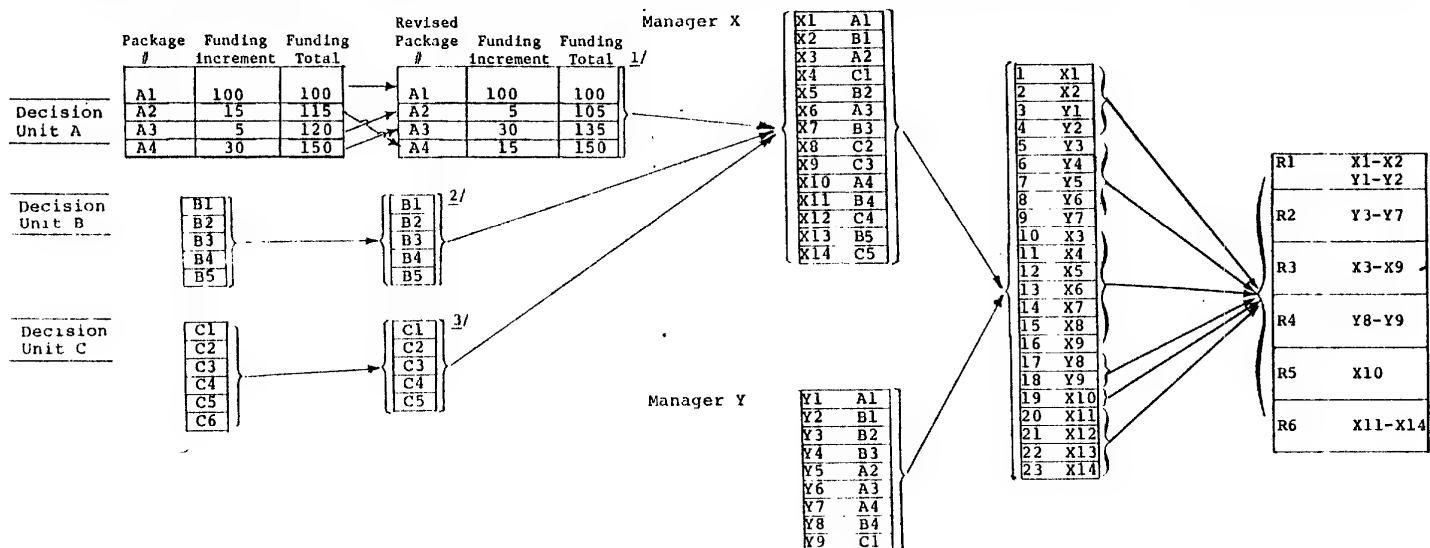 Package # Funding increment Funding Total
A1 100 100
A2 15 115
A3 5 120
A4 30 150
Decision Unit A
Revised Package # Funding increment Funding Total 1/
A1 100 100
A2 5 105
A3 30 135
A4 15 150
Decision Unit B
B1
B2
B3
B4
B5
B1 2/
B2
B3
B4
B5
Decision Unit C
C1
C2
C3
C4
C5
C6
C1 3/
C2
C3
C4
C5
Manager X
X1 A1
X2 B1
X3 A2
X4 C1
X5 B2
X6 A3
X7 B3
X8 C2
X9 C3
X10 A4
X11 B4
X12 C4
X13 B5
X14 C5
Manager Y
Y1 A1
Y2 B1
Y3 B2
Y4 B3
Y5 A2
Y6 A3
Y7 A4
Y8 B4
Y9 C1
1 X1
2 X2
3 Y1
4 Y2
5 Y3
6 Y4
7 Y5
8 Y6
9 Y7
10 X3
11 X4
12 X5
13 X6
14 X7
15 X8
16 X9
17 Y8
18 Y9
19 X10
20 X11
21 X12
22 X13
23 X14
R1 X1-X2
Y1-Y2
R2 Y3-Y7
R3 X3-X9
R4 Y8-Y9
R5 X10
R6 X11-X14